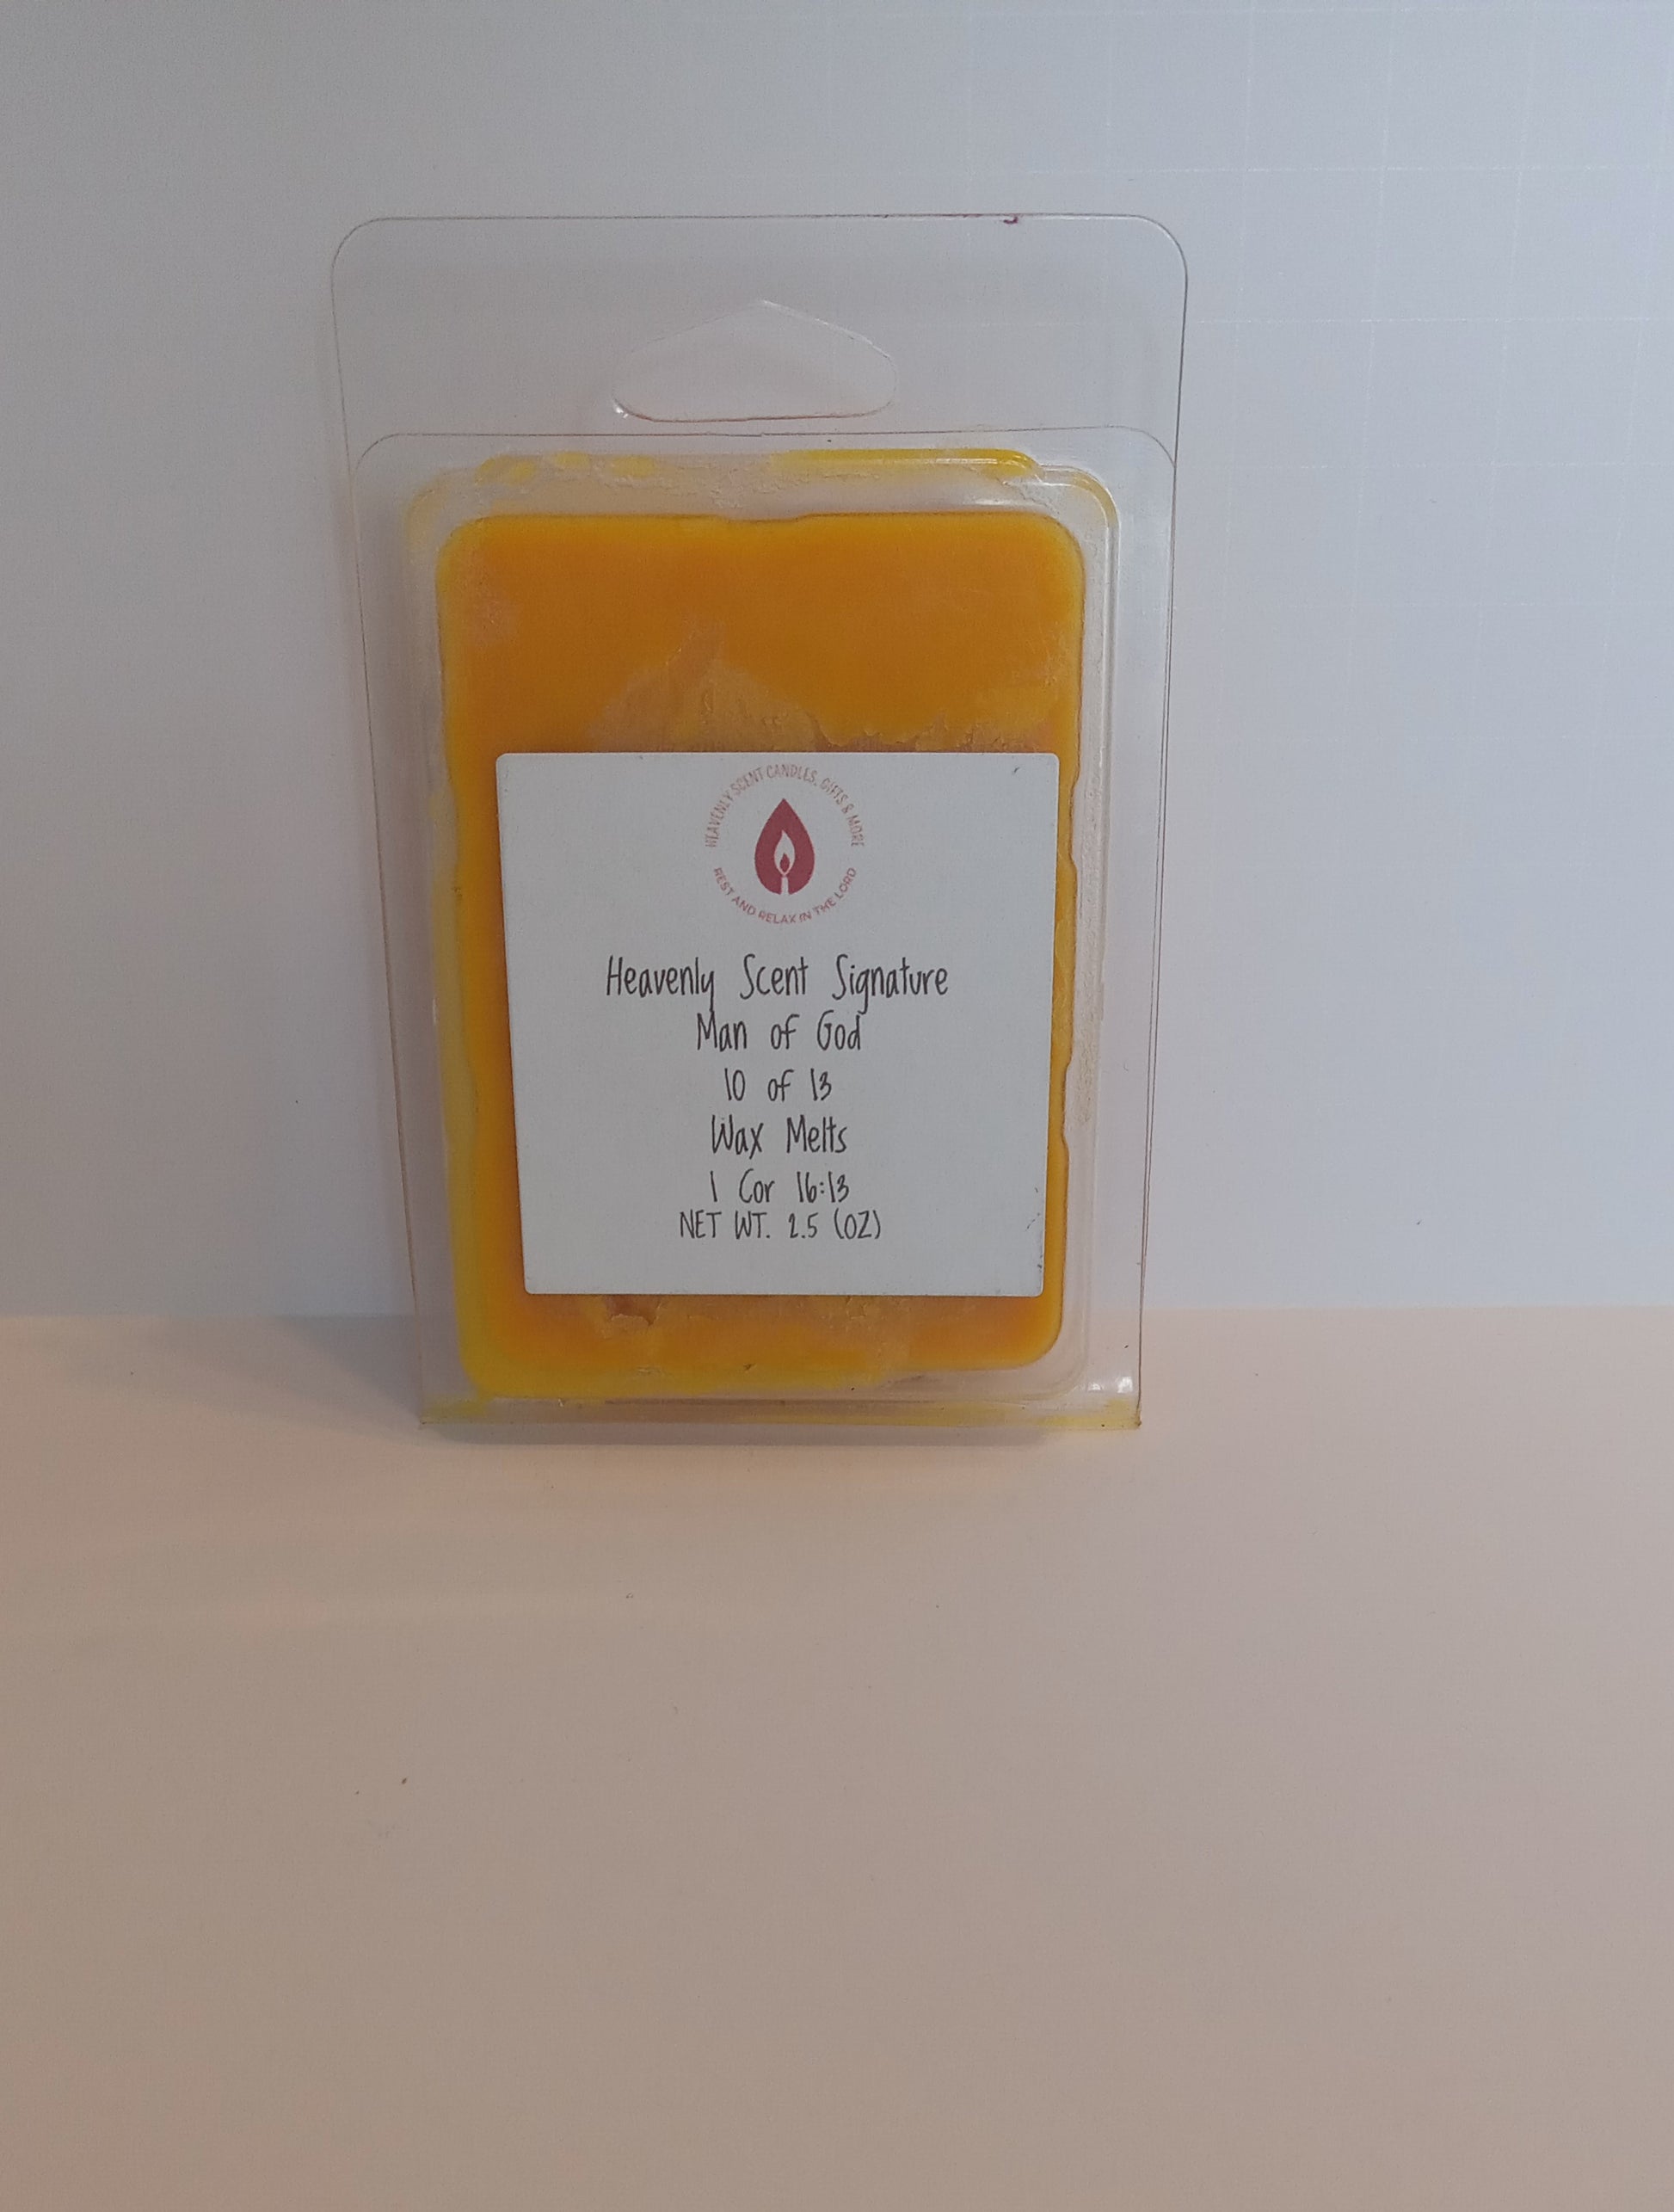 HEAVENLY SCENT CANDLES, GIFTS & MORE
REST AND RELAX IN THE LORD
Heavenly Scent Signature
Man of God
10 of 13
Wax Melts
1 Cor 16:13
NET WT. 2.5 (OZ)